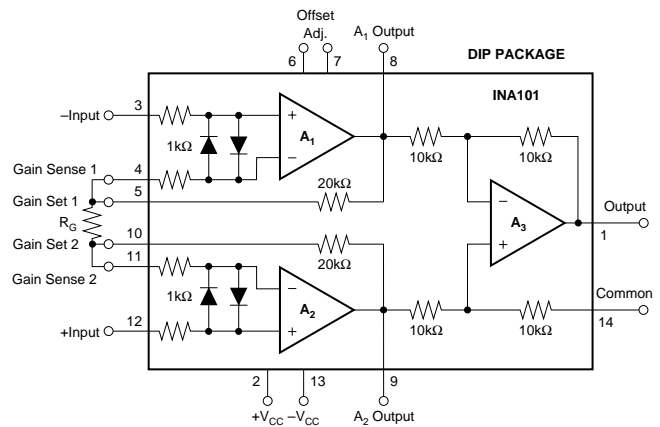 Offset
Adj.
A1 Output
6
7
8
DIP PACKAGE
INA101
–Input
3
1kΩ
+
A1
–
10kΩ
10kΩ
Gain Sense 1
4
Gain Set 1
5
20kΩ
RG
–
A3
+
Output
1
Gain Set 2
10
20kΩ
Gain Sense 2
11
1kΩ
–
A2
+
10kΩ
10kΩ
Common
14
+Input
12
2
13
9
+VCC
–VCC
A2 Output